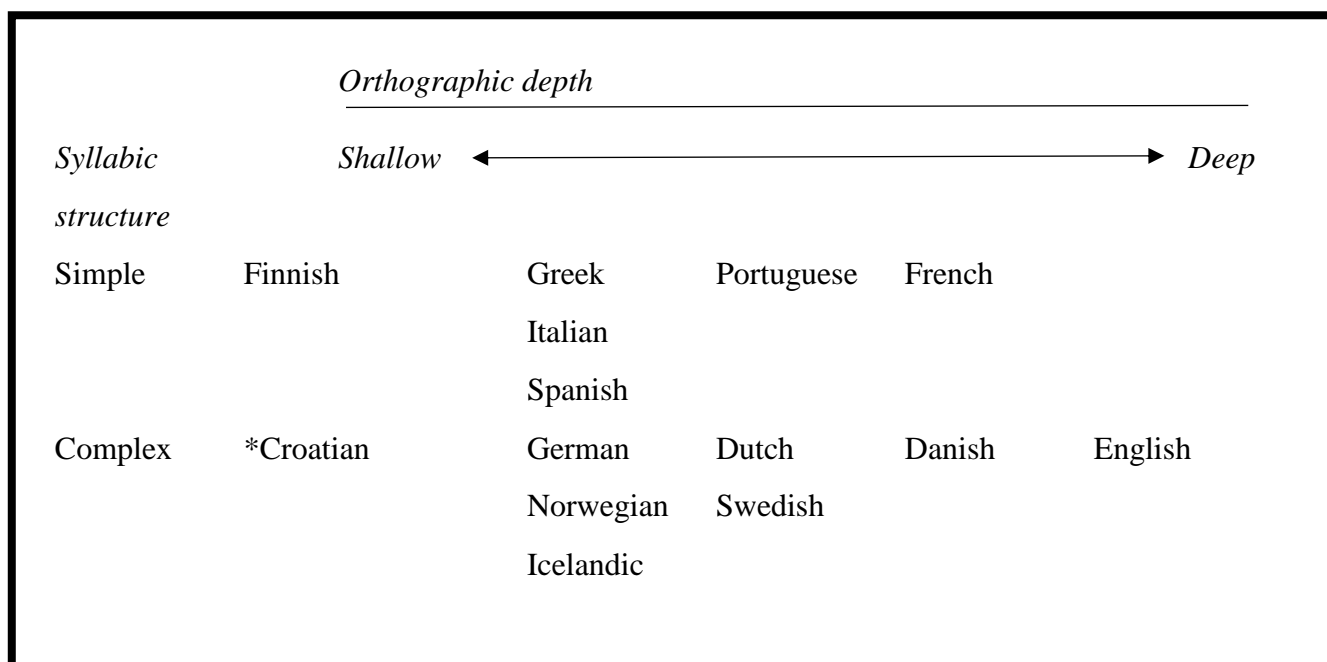 Orthographic depth
Syllabic Shallow Deep
structure
Simple Finnish Greek Portuguese French
Italian
Spanish
Complex *Croatian German Dutch Danish English
Norwegian Swedish
Icelandic